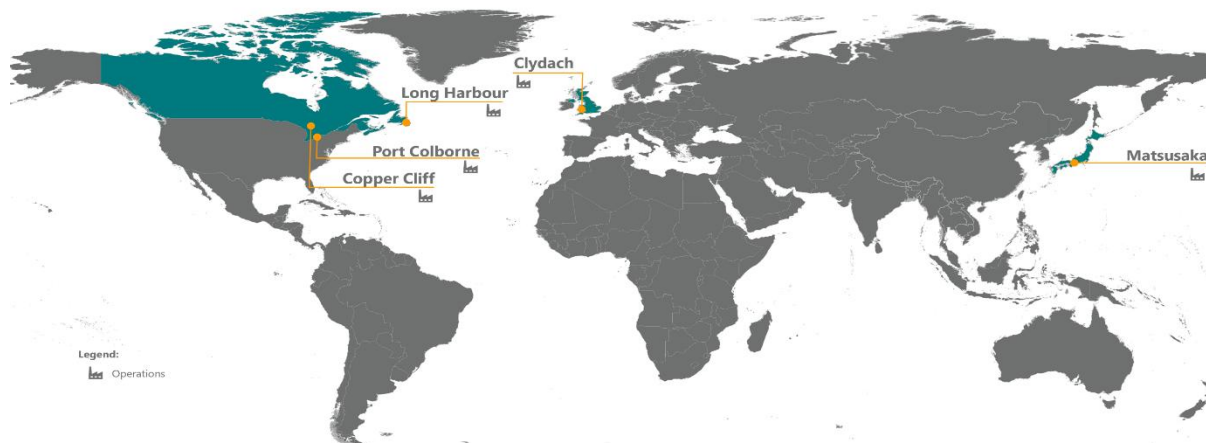 Clydach
Long Harbour
Port Colborne
Matsusaka
Copper Cliff
Legend:
Operations